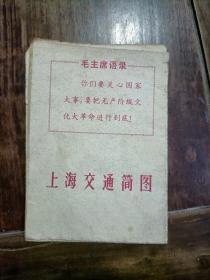 毛主席语录
你们要关心国家
大事，要把无产阶级文
化大革命进行到底！
上海交通简图